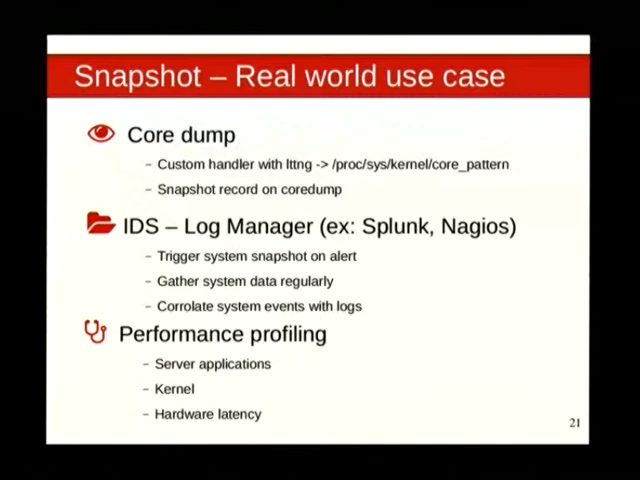 Snapshot – Real world use case
Core dump
– Custom handler with lttng -> /proc/sys/kernel/core_pattern
– Snapshot record on coredump
IDS – Log Manager (ex: Splunk, Nagios)
– Trigger system snapshot on alert
– Gather system data regularly
– Corrolate system events with logs
Performance profiling
– Server applications
– Kernel
– Hardware latency
21